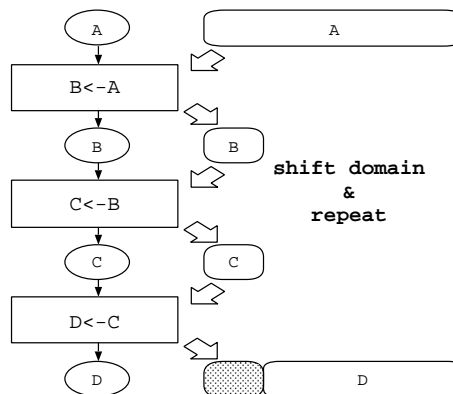 A A
B<-A
B B
shift domain
&
C<-B
repeat
C C
D<-C
D D